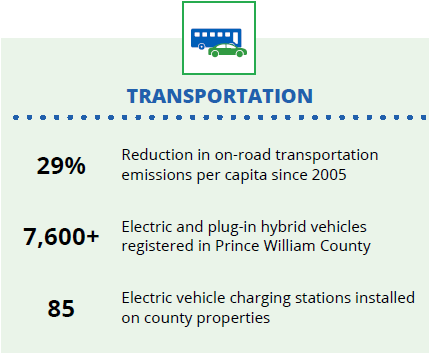 TRANSPORTATION
29%
Reduction in on-road transportation
emissions per capita since 2005
7,600+
Electric and plug-in hybrid vehicles
registered in Prince William County
85
Electric vehicle charging stations installed
on county properties